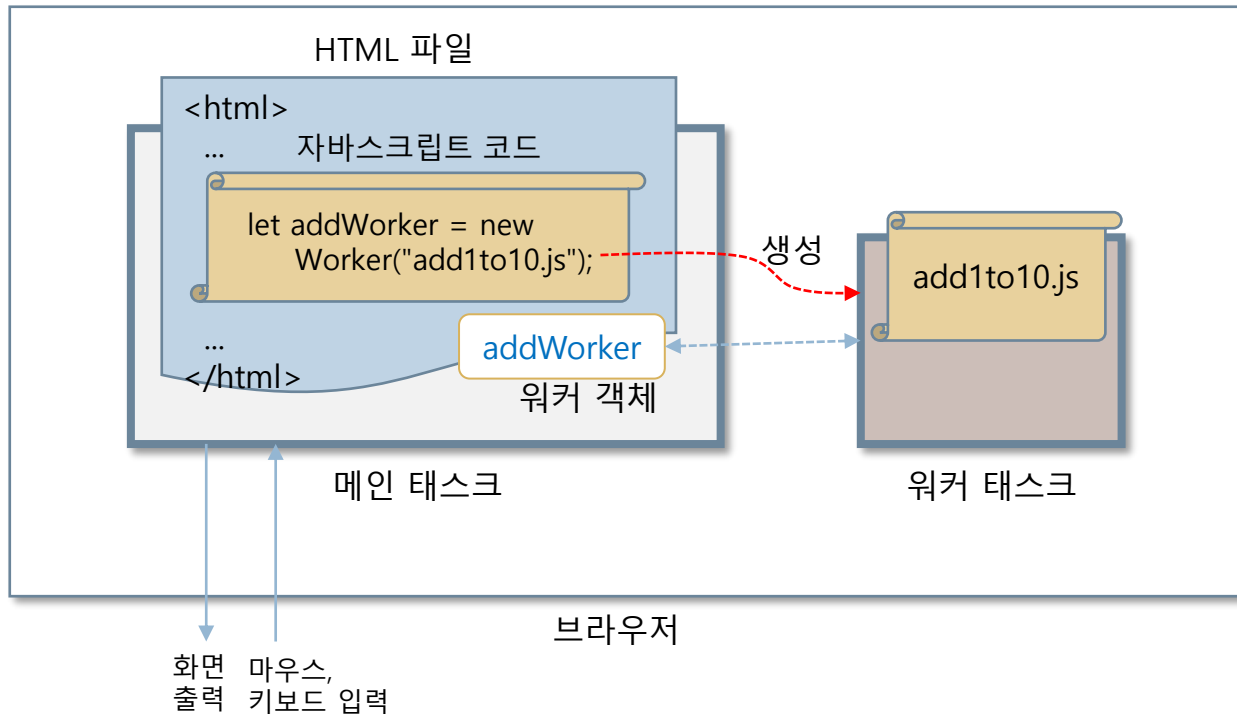 HTML 파일
<html>
... 자바스크립트 코드
let addWorker = new
Worker("add1to10.js");
생성
add1to10.js
...
addWorker
</html>
워커 객체
메인 태스크
워커 태스크
브라우저
화면
출력
마우스,
키보드 입력